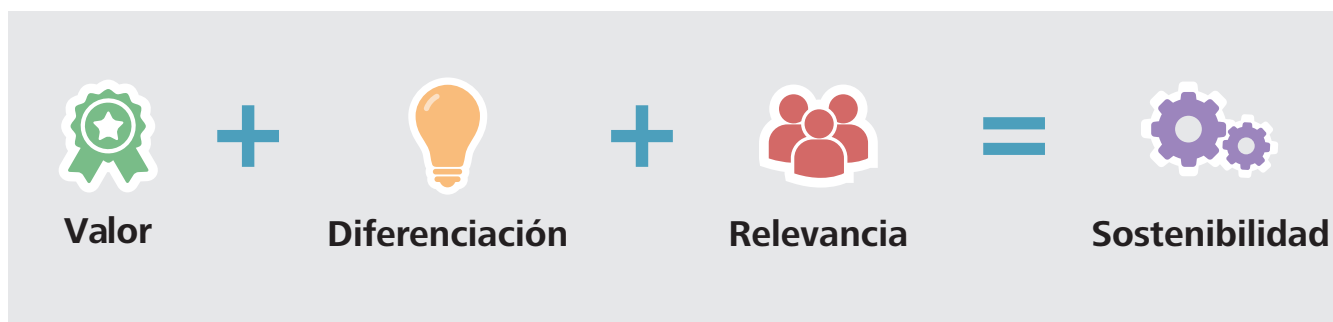 Valor + Diferenciación + Relevancia = Sostenibilidad